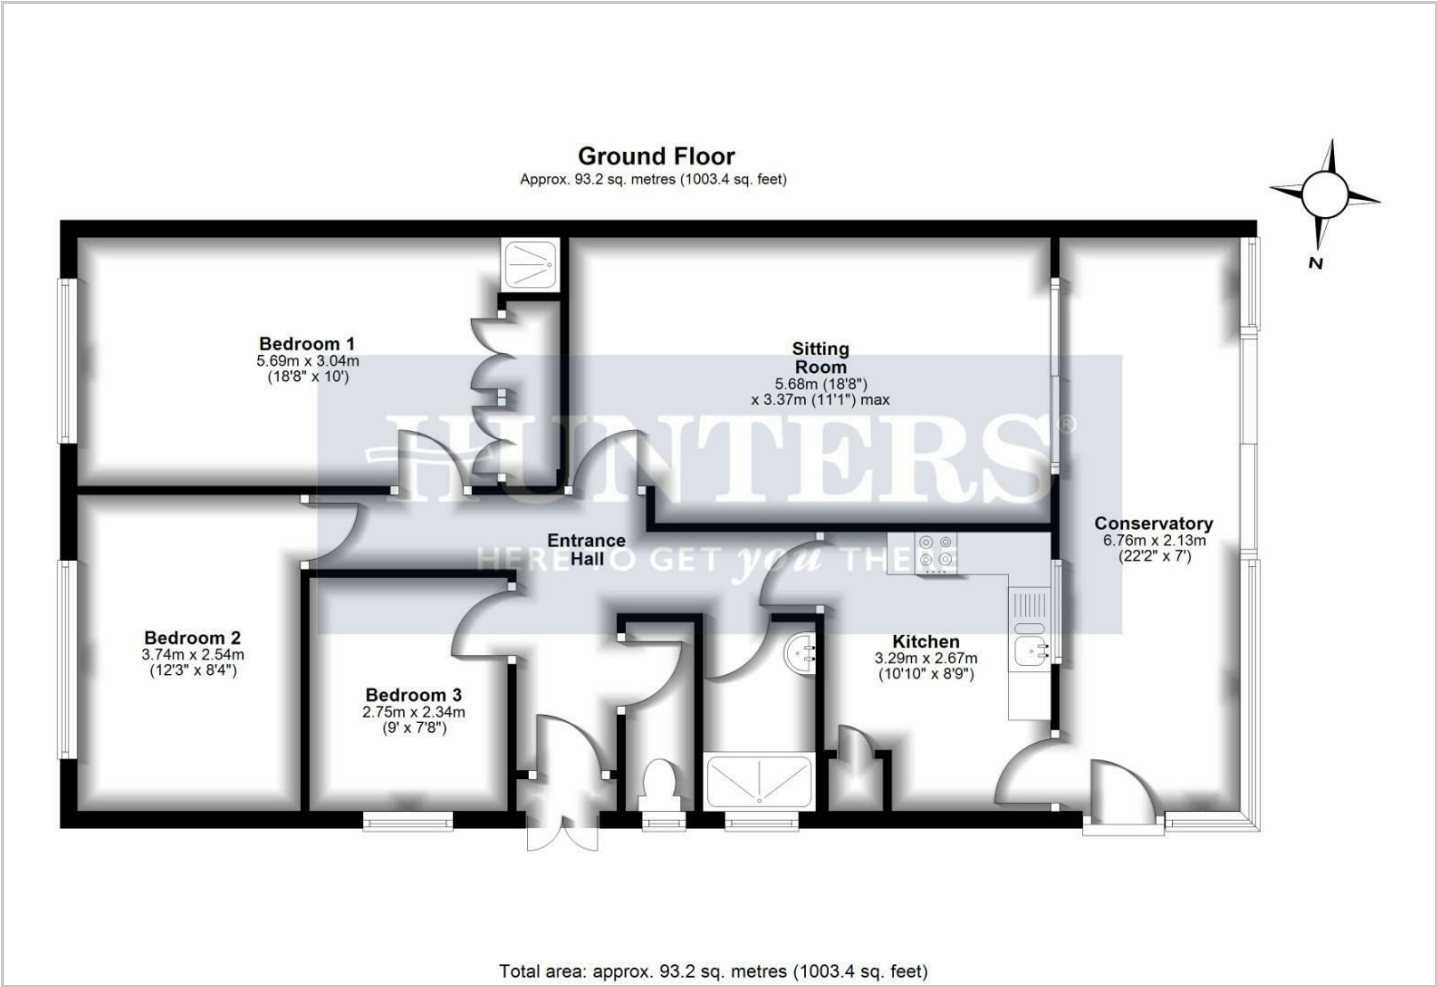 Ground Floor
Approx. 93.2 sq. metres (1003.4 sq. feet)
N
Bedroom 1
5.69m x 3.04m
(18'8" x 10')
Sitting
Room
5.68m (18'8")
x 3.37m (11'1") max
HUNTERS®
HERE TO GET you THERE
Entrance
Hall
Conservatory
6.76m x 2.13m
(22'2" x 7')
Bedroom 2
3.74m x 2.54m
(12'3" x 8'4")
Kitchen
3.29m x 2.67m
(10'10" x 8'9")
Bedroom 3
2.75m x 2.34m
(9' x 7'8")
Total area: approx. 93.2 sq. metres (1003.4 sq. feet)